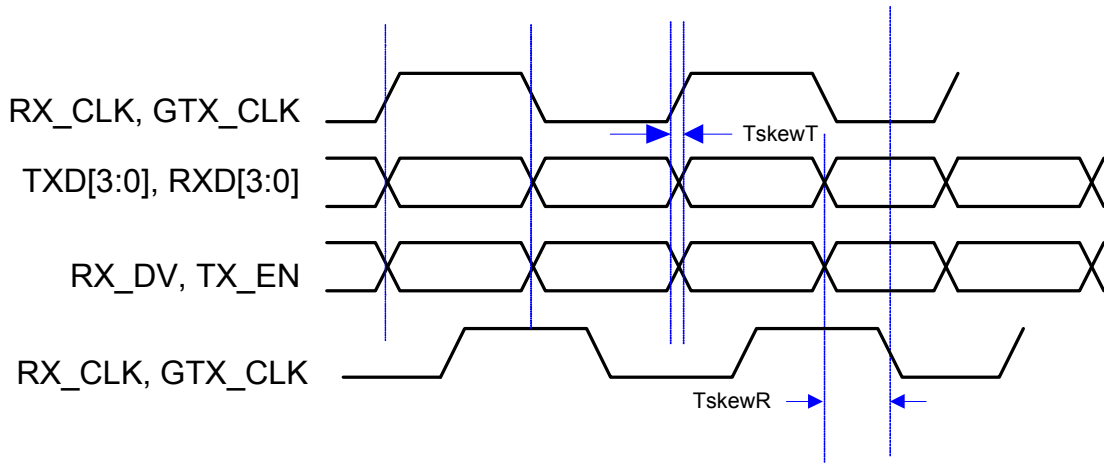 RX_CLK, GTX_CLK
TskewT
TXD[3:0], RXD[3:0]
RX_DV, TX_EN
RX_CLK, GTX_CLK
TskewR